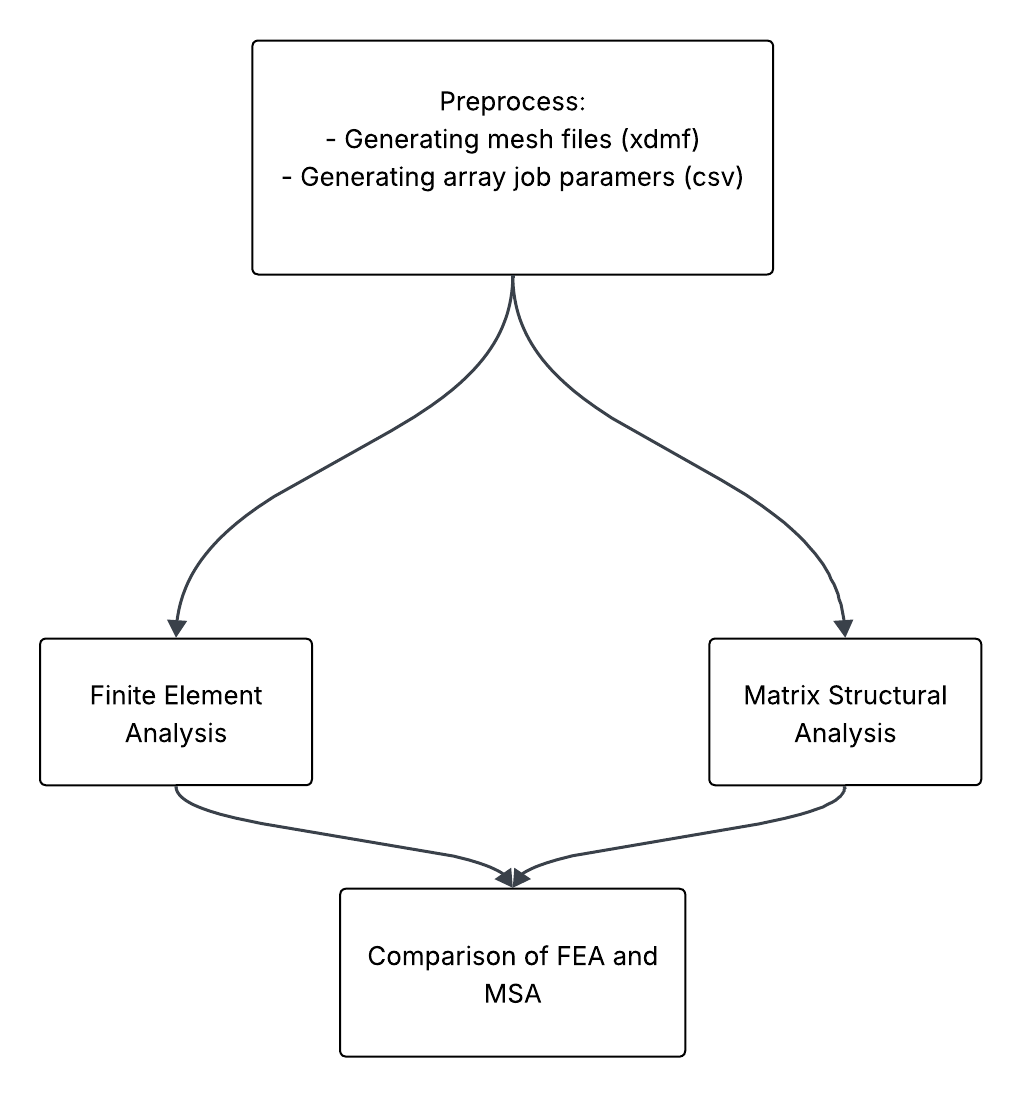 Preprocess:
- Generating mesh files (xdmf)
- Generating array job paramers (csv)
Finite Element
Analysis
Matrix Structural
Analysis
Comparison of FEA and
MSA